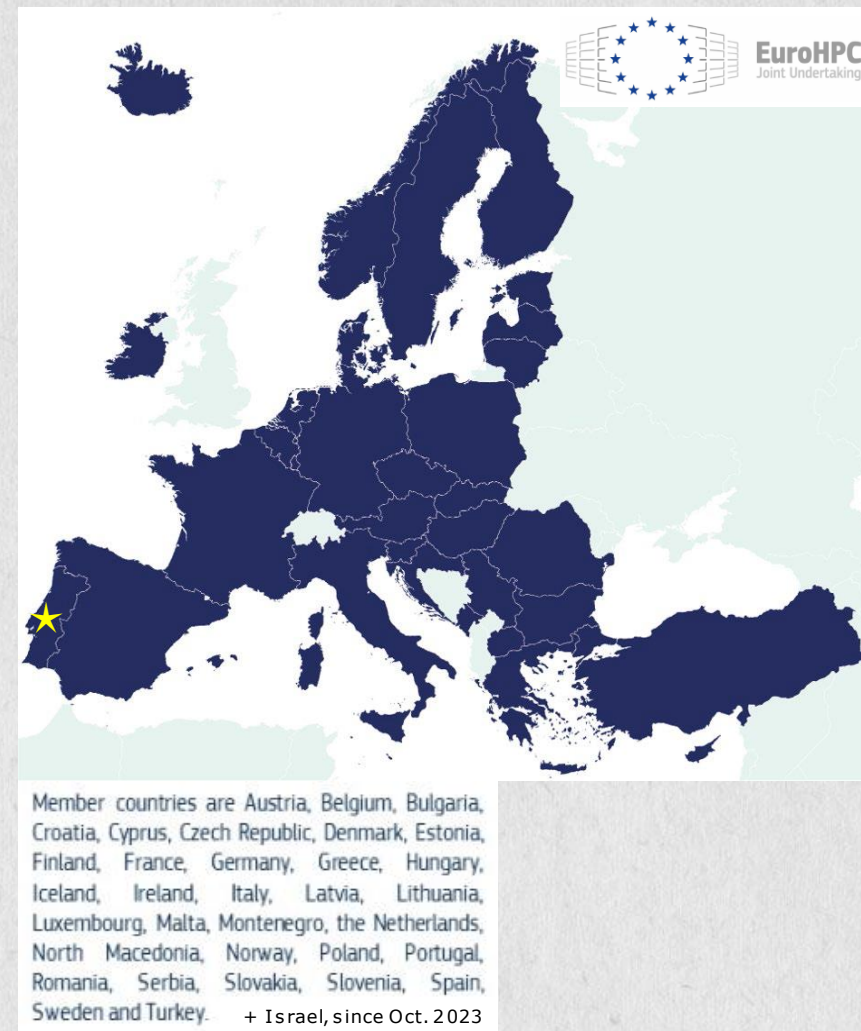 EuroHPC
Joint Undertaking
Member countries are Austria, Belgium, Bulgaria,
Croatia, Cyprus, Czech Republic, Denmark, Estonia,
Finland, France, Germany, Greece, Hungary,
Iceland, Ireland, Italy, Latvia, Lithuania,
Luxembourg, Malta, Montenegro, the Netherlands,
North Macedonia, Norway, Poland, Portugal,
Romania, Serbia, Slovakia, Slovenia, Spain,
Sweden and Turkey. + Israel, since Oct. 2023